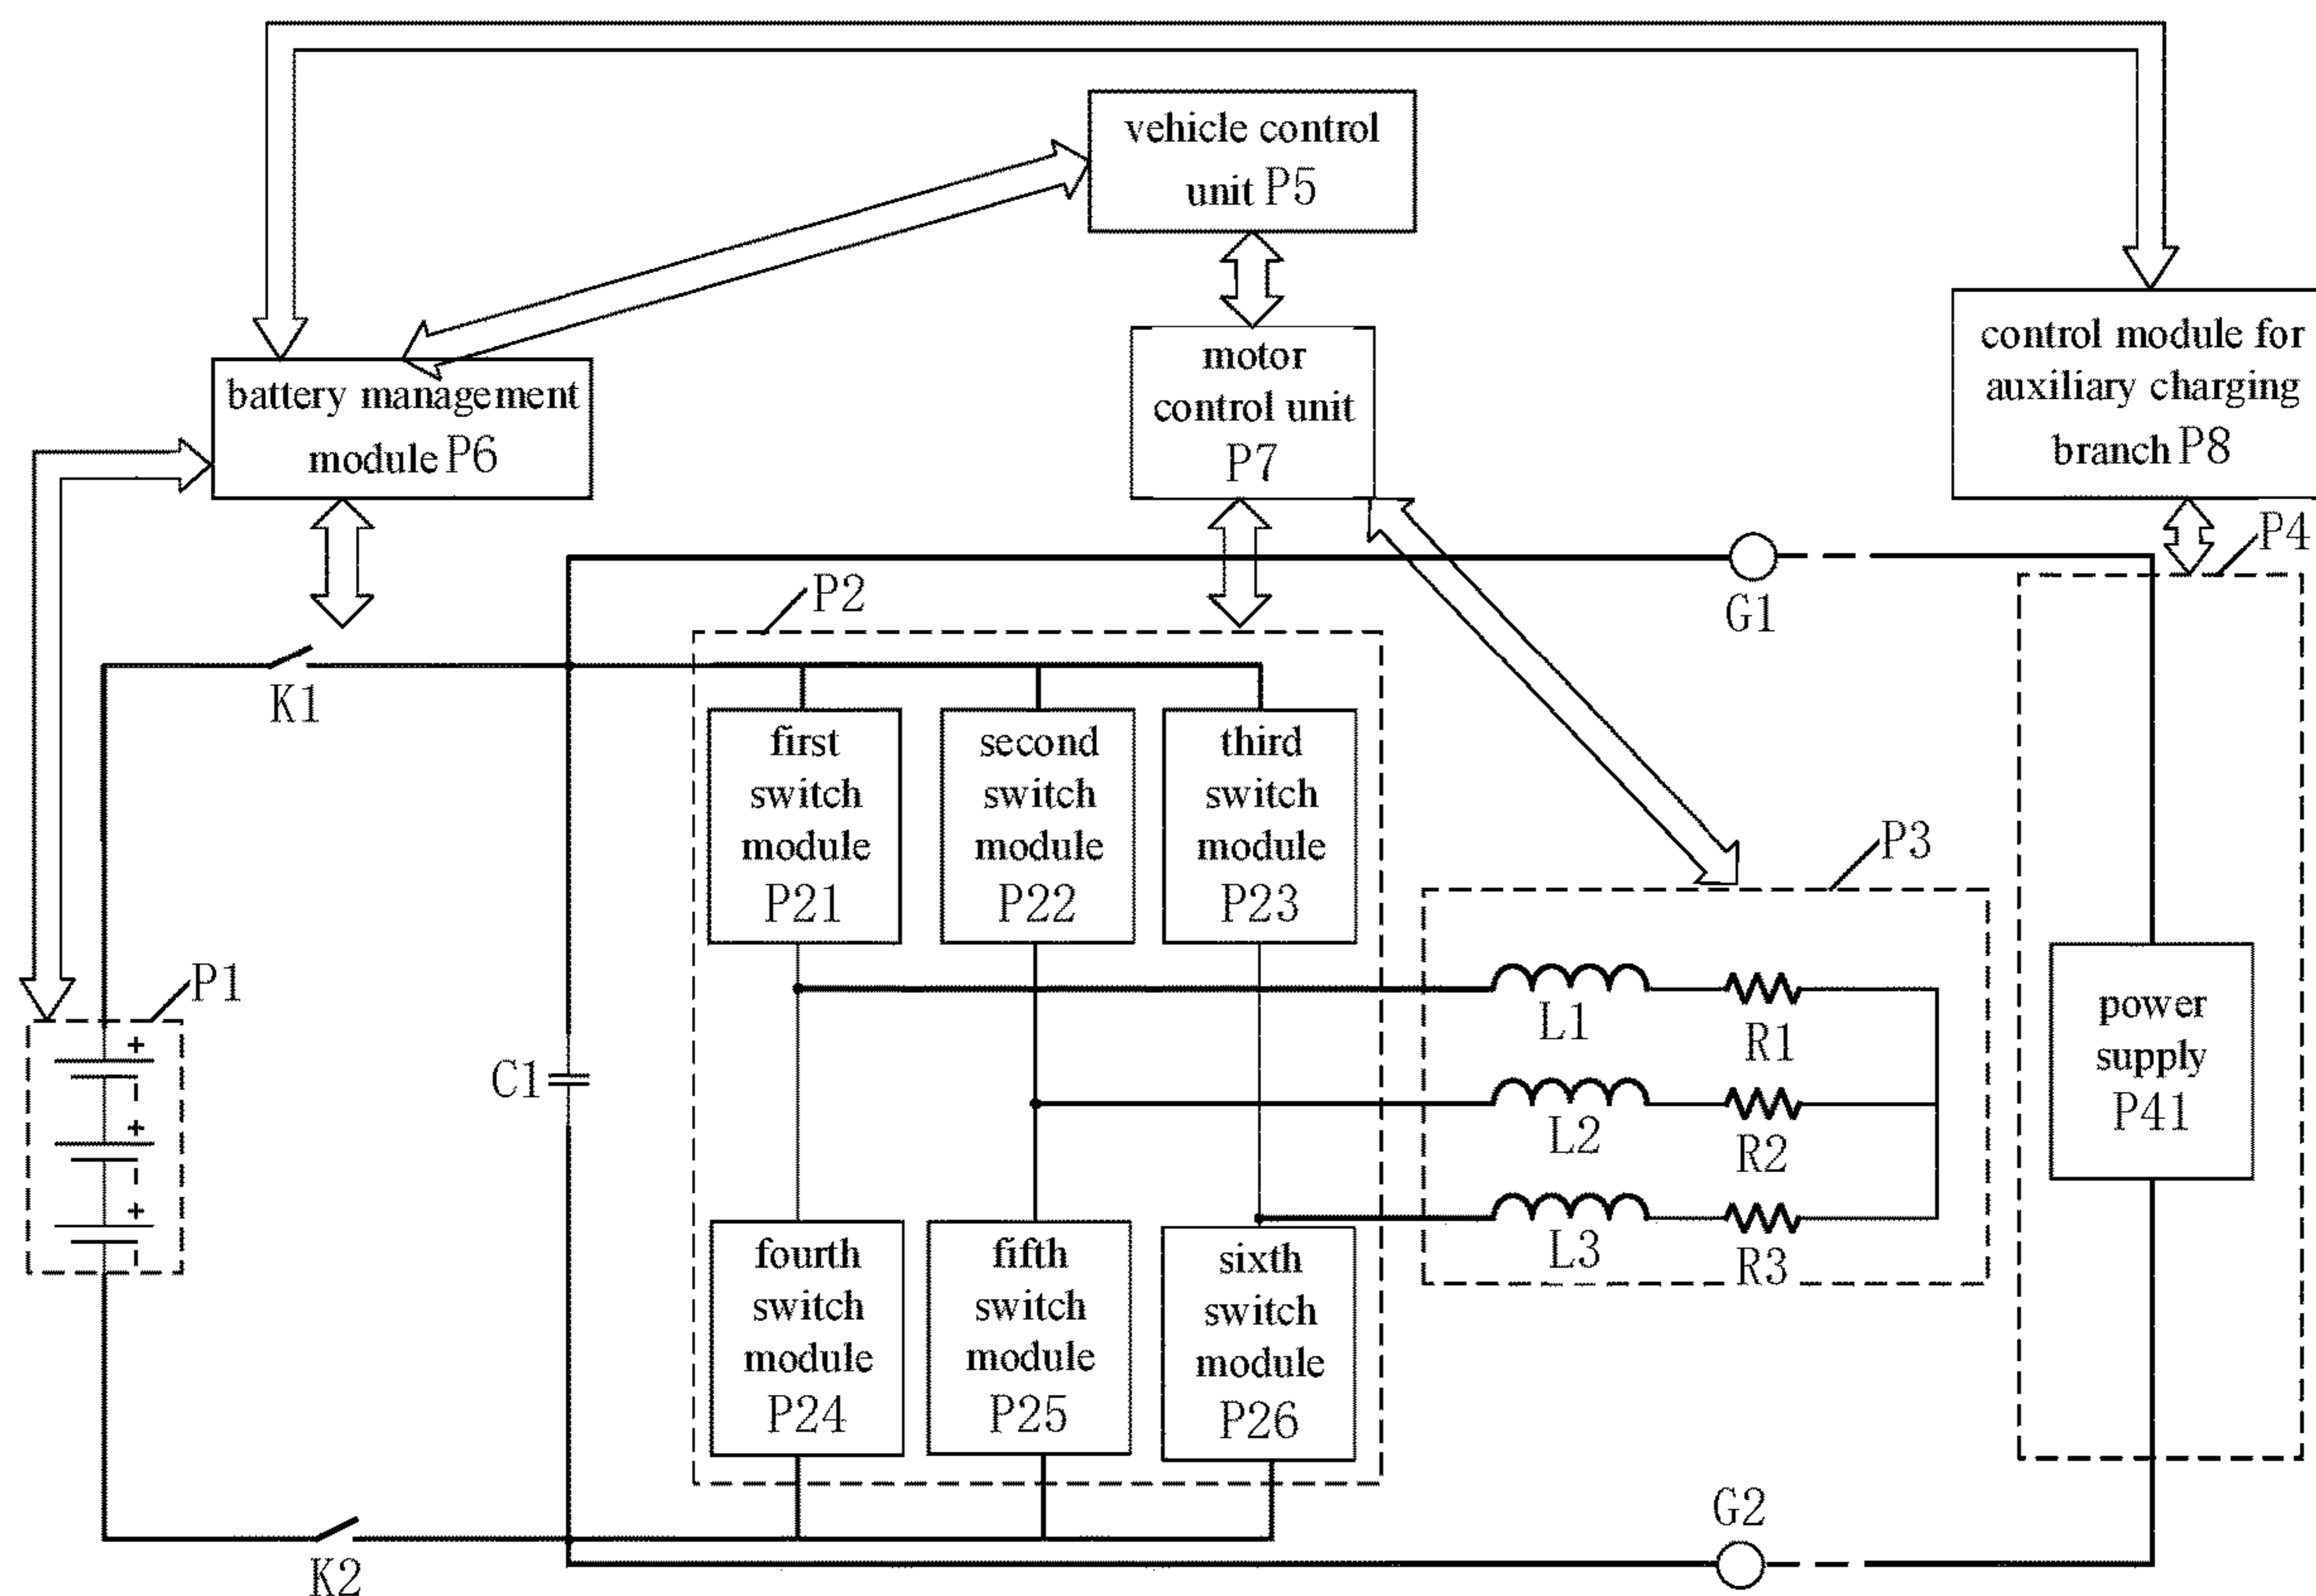 vehicle control
unit P5
battery management
module P6
motor
control unit
P7
control module for
auxiliary charging
branch P8
P4
G1
P2
K1
first
switch
module
P21
second
switch
module
P22
third
switch
module
P23
P3
P1
+
-
+
-
+
-
C1
L1
R1
L2
R2
L3
R3
power
supply
P41
fourth
switch
module
P24
fifth
switch
module
P25
sixth
switch
module
P26
G2
K2